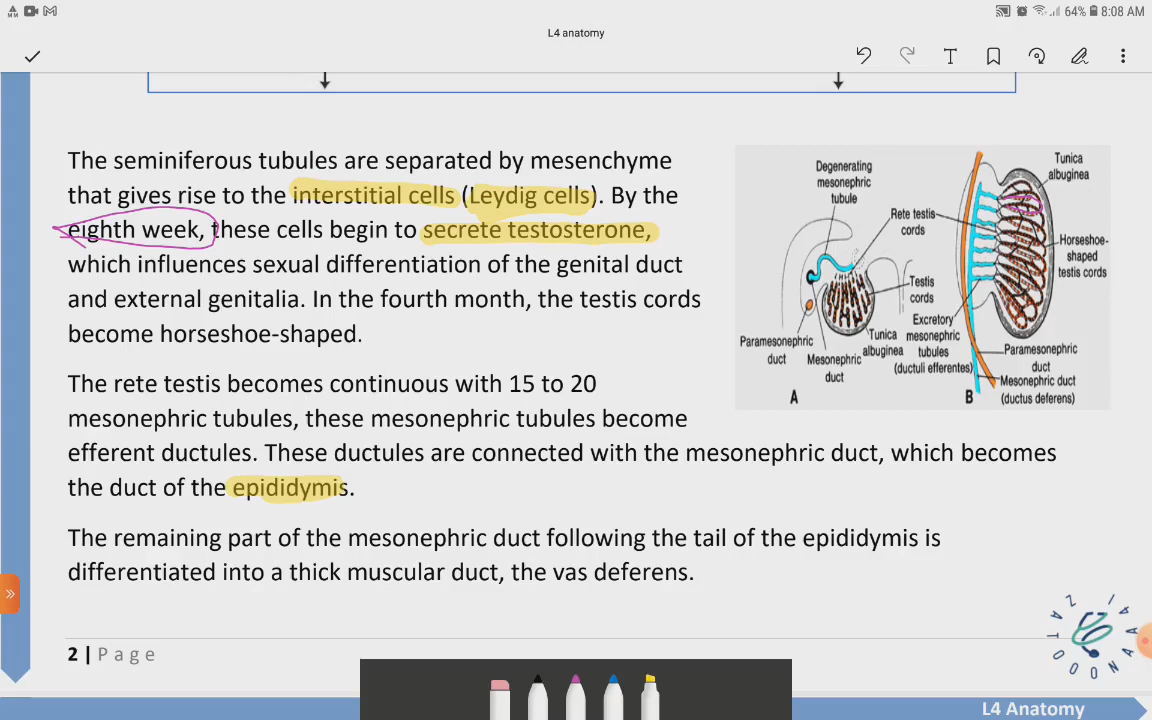 MM
64% 8:08 AM
L4 anatomy
T
The seminiferous tubules are separated by mesenchyme
that gives rise to the interstitial cells (Leydig cells). By the
eighth week, these cells begin to secrete testosterone,
which influences sexual differentiation of the genital duct
and external genitalia. In the fourth month, the testis cords
become horseshoe-shaped.
The rete testis becomes continuous with 15 to 20
mesonephric tubules, these mesonephric tubules become
efferent ductules. These ductules are connected with the mesonephric duct, which becomes
the duct of the epididymis.
The remaining part of the mesonephric duct following the tail of the epididymis is
differentiated into a thick muscular duct, the vas deferens.
Degenerating
mesonephric
tubule
Rete testis
cords
Testis
cords
Tunica
albuginea
Paramesonephric
duct
Mesonephric
duct
A
Tunica
albuginea
Horseshoe-
shaped
testis cords
Excretory
mesonephric
tubules
(ductuli efferentes)
Paramesonephric
duct
Mesonephric duct
(ductus deferens)
B
2 | Page
L4 Anatomy